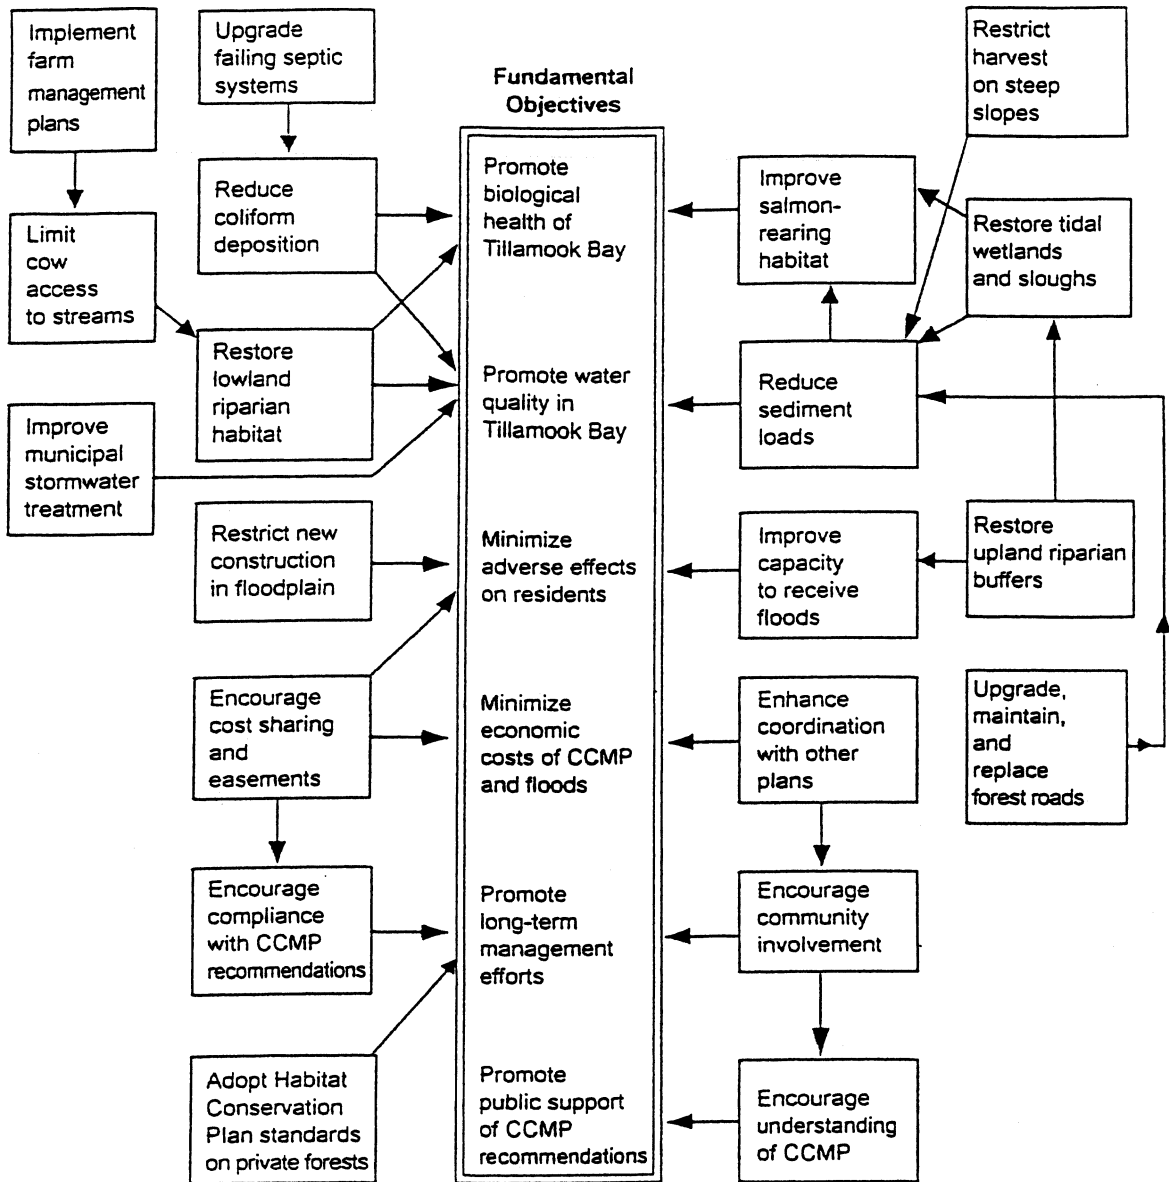 Implement
farm
management
plans
Upgrade
failing septic
systems
Fundamental
Objectives
Restrict
harvest
on steep
slopes
Limit
cow
access
to streams
Reduce
coliform
deposition
Promote
biological
health of
Tillamook Bay
Improve
salmon-
rearing
habitat
Restore tidal
wetlands
and sloughs
Restore
lowland
riparian
habitat
Promote water
quality in
Tillamook Bay
Reduce
sediment
loads
Improve
municipal
stormwater
treatment
Restrict new
construction
in floodplain
Minimize
adverse effects
on residents
Improve
capacity
to receive
floods
Restore
upland riparian
buffers
Encourage
cost sharing
and
easements
Minimize
economic
costs of CCMP
and floods
Enhance
coordination
with other
plans
Upgrade,
maintain,
and
replace
forest roads
Encourage
compliance
with CCMP
recommendations
Promote
long-term
management
efforts
Encourage
community
involvement
Adopt Habitat
Conservation
Plan standards
on private forests
Promote
public support
of CCMP
recommendations
Encourage
understanding
of CCMP